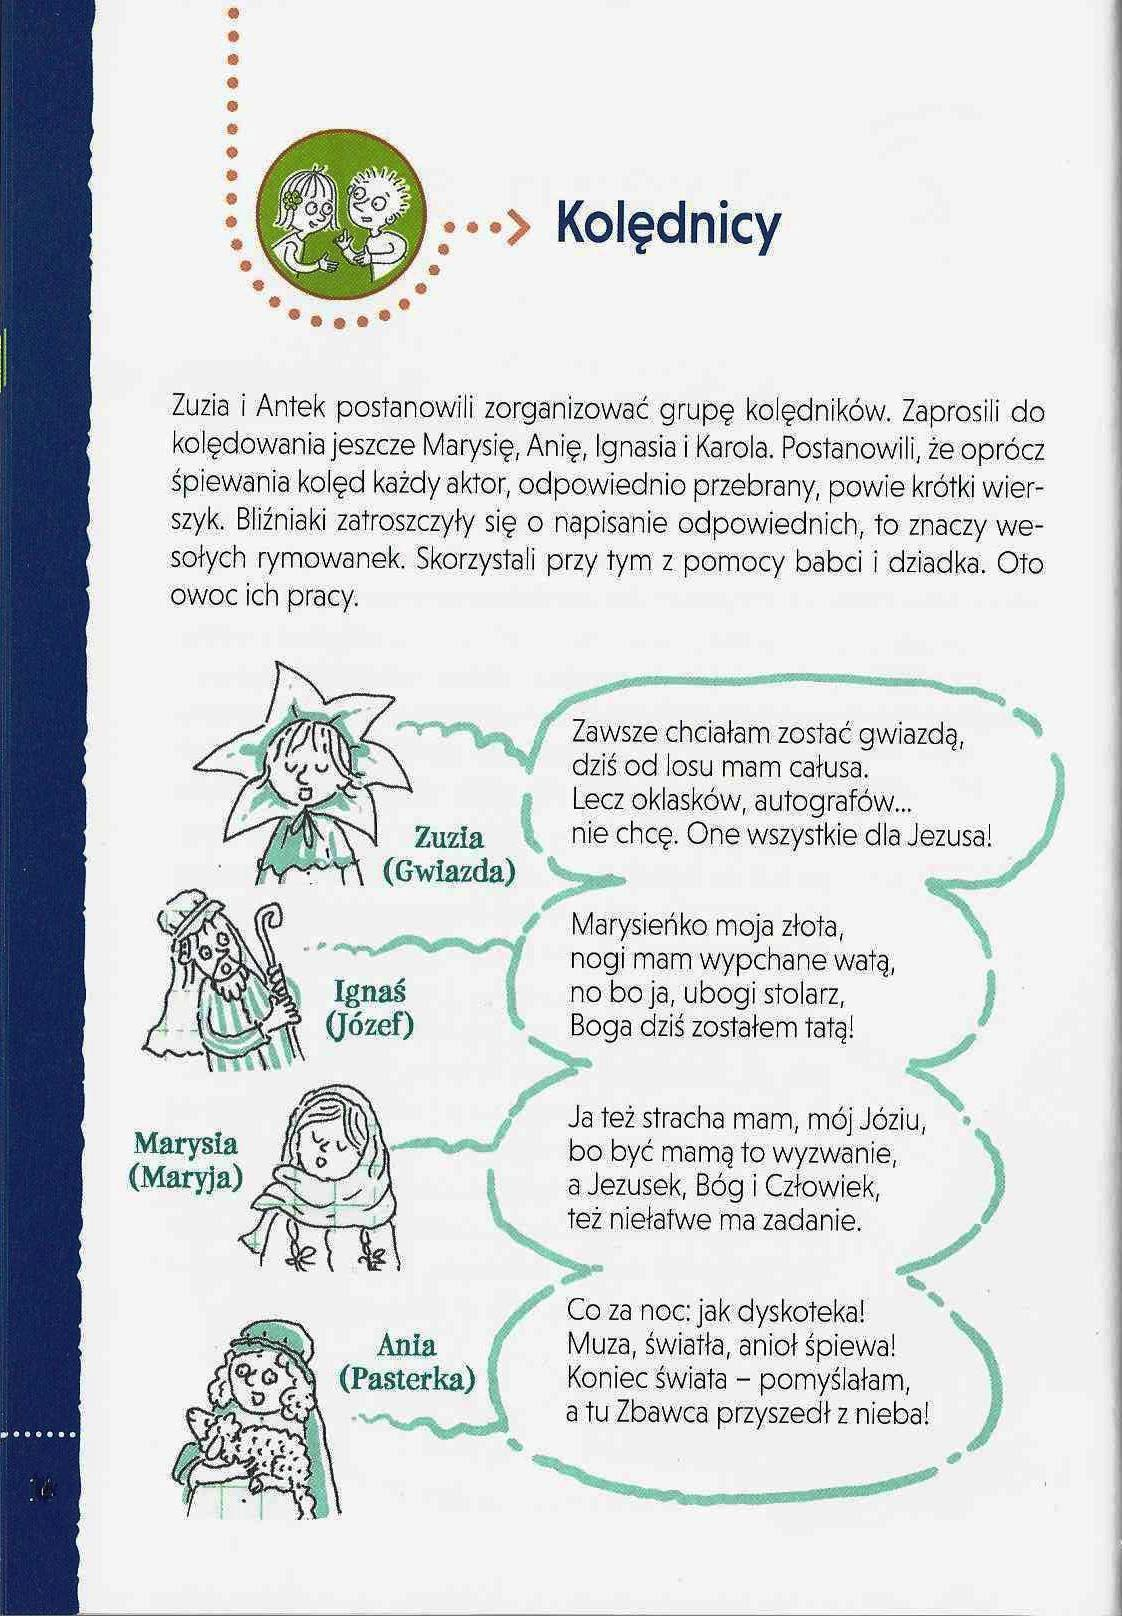 Kolędnicy
Zuzia i Antek postanowili zorganizować grupę kolędników. Zaprosili do
kolędowania jeszcze Marysię, Anię, Ignasia i Karola. Postanowili, że oprócz
śpiewania kolęd każdy aktor, odpowiednio przebrany, powie krótki wier-
szyk. Bliźniaki zatroszczyły się o napisanie odpowiednich, to znaczy we-
sołych rymowanek. Skorzystali przy tym z pomocy babci i dziadka. Oto
owoc ich pracy.
Zuzia
(Gwiazda)
Zawsze chciałam zostać gwiazdą,
dziś od losu mam całusa.
Lecz oklasków, autografów...
nie chcę. One wszystkie dla Jezusa!
Ignaś
(Józef)
Marysieńko moja złota,
nogi mam wypchane watą,
no bo ja, ubogi stolarz,
Boga dziś zostałem tatą!
Marysia
(Maryja)
Ja też stracha mam, mój Józiu,
bo być mamą to wyzwanie,
a Jezusek, Bóg i Człowiek,
też niełatwe ma zadanie.
Ania
(Pasterka)
Co za noc: jak dyskoteka!
Muza, światła, anioł śpiewa!
Koniec świata – pomyślałam,
a tu Zbawca przyszedł z nieba!